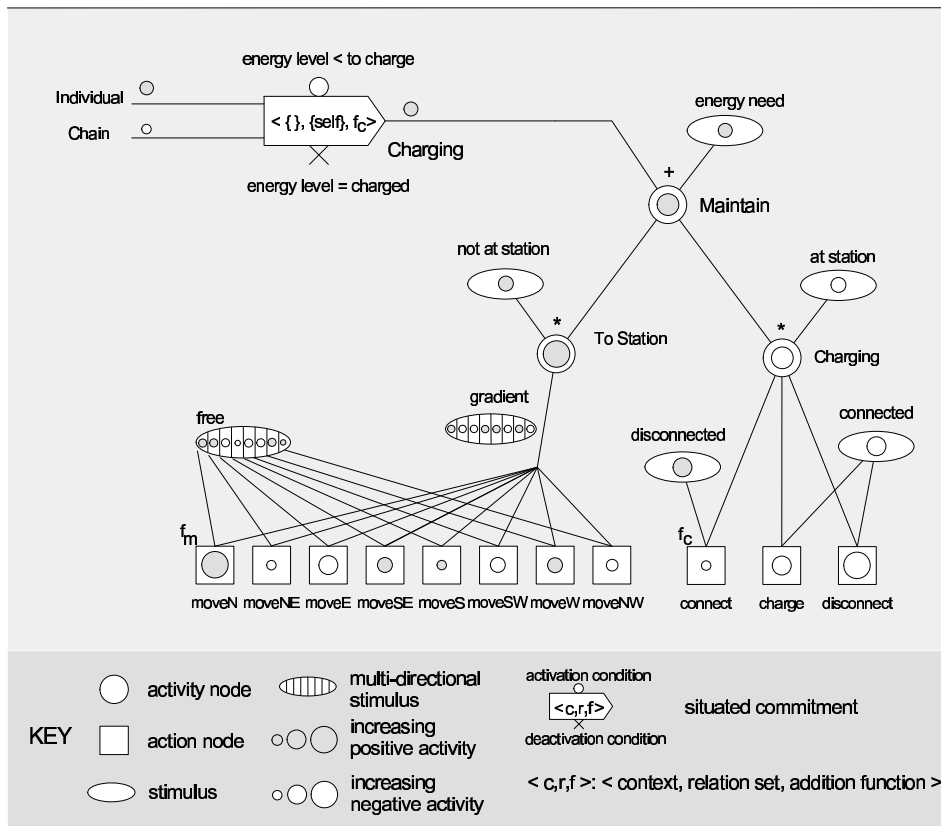 energy level < to charge
Individual
Chain
< { }, {self}, fc>
Charging
energy level = charged
energy need
+
Maintain
not at station
at station
*
To Station
*
Charging
free
gradient
disconnected
connected
fm
fc
moveN moveNE moveE moveSE moveS moveSW moveW moveNW
connect charge disconnect
KEY
activity node
action node
stimulus
multi-directional
stimulus
increasing
positive activity
increasing
negative activity
activation condition
<c,r,f>
deactivation condition
situated commitment
< c,r,f >: < context, relation set, addition function >